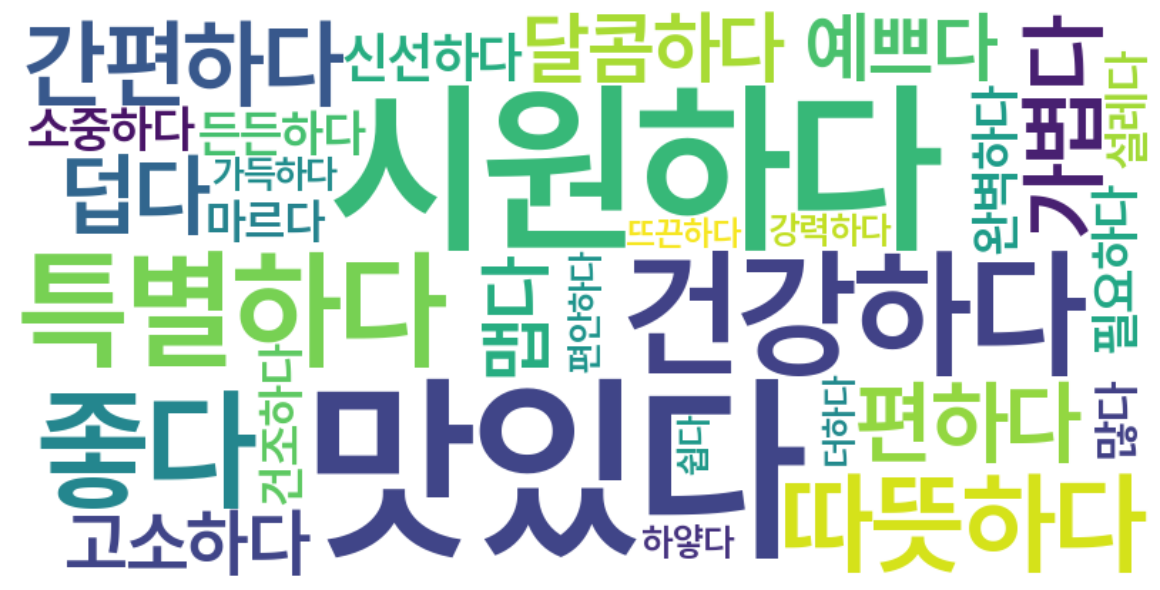 간편하다
신선하다
달콤하다
예쁘다
가볍다
설레다
소중하다
든든하다
시원하다
완벽하다
덥다
가득하다
마르다
뜨끈하다
강력하다
필요하다
특별하다
맵다
편안하다
건강하다
건조하다
좋다
맛있다
쉽다
더하다
편하다
많다
고소하다
하얗다
따뜻하다